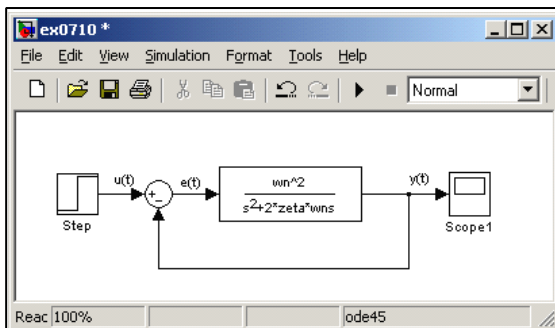 ex0710 *
File Edit View Simulation Format Tools Help
Normal
u(t) e(t) wn^2 y(t)
s2+2*zeta*wns
Step Scope1
Reac 100% ode45